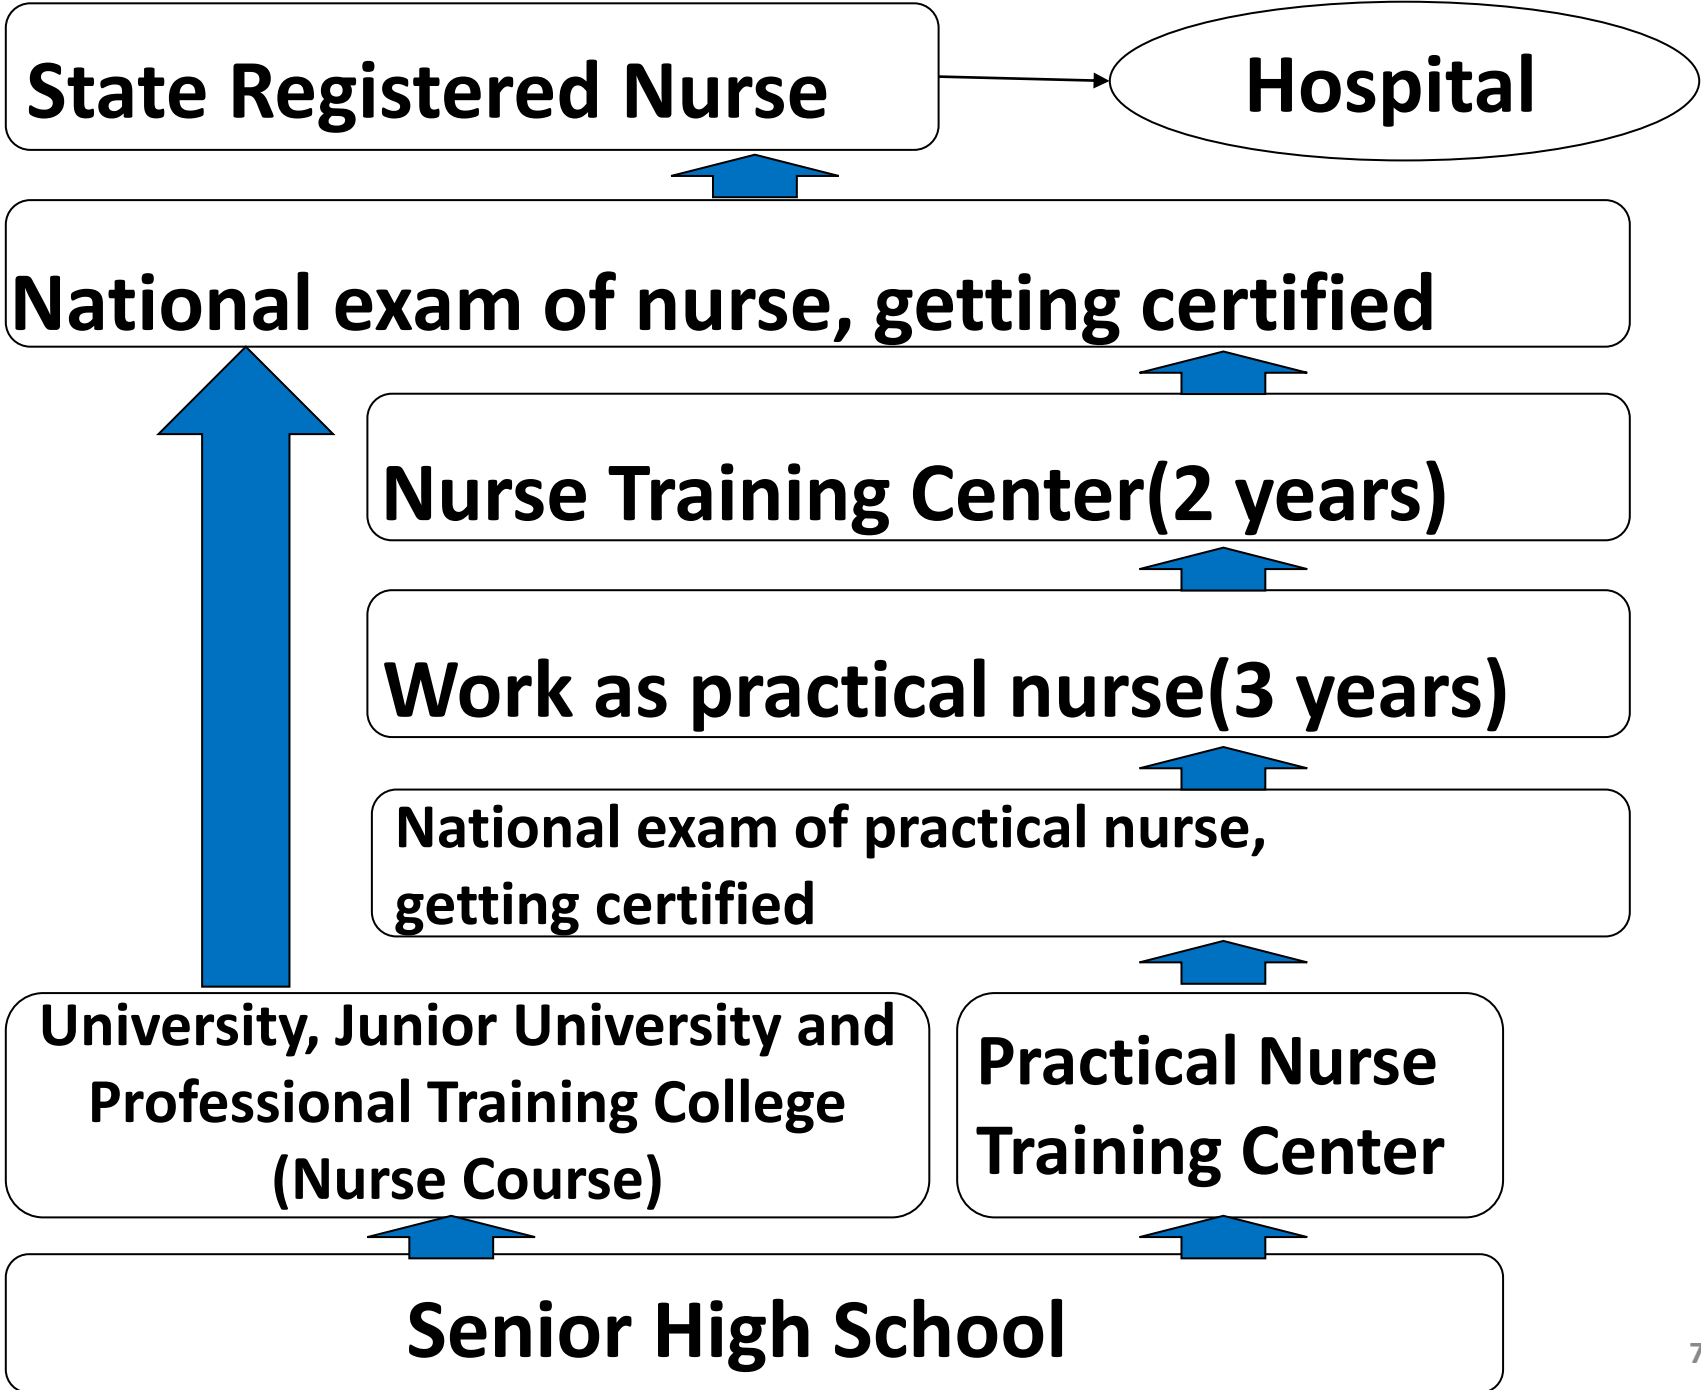 State Registered Nurse
Hospital
National exam of nurse, getting certified
Nurse Training Center(2 years)
Work as practical nurse(3 years)
National exam of practical nurse,
getting certified
University, Junior University and
Professional Training College
(Nurse Course)
Practical Nurse
Training Center
Senior High School
7